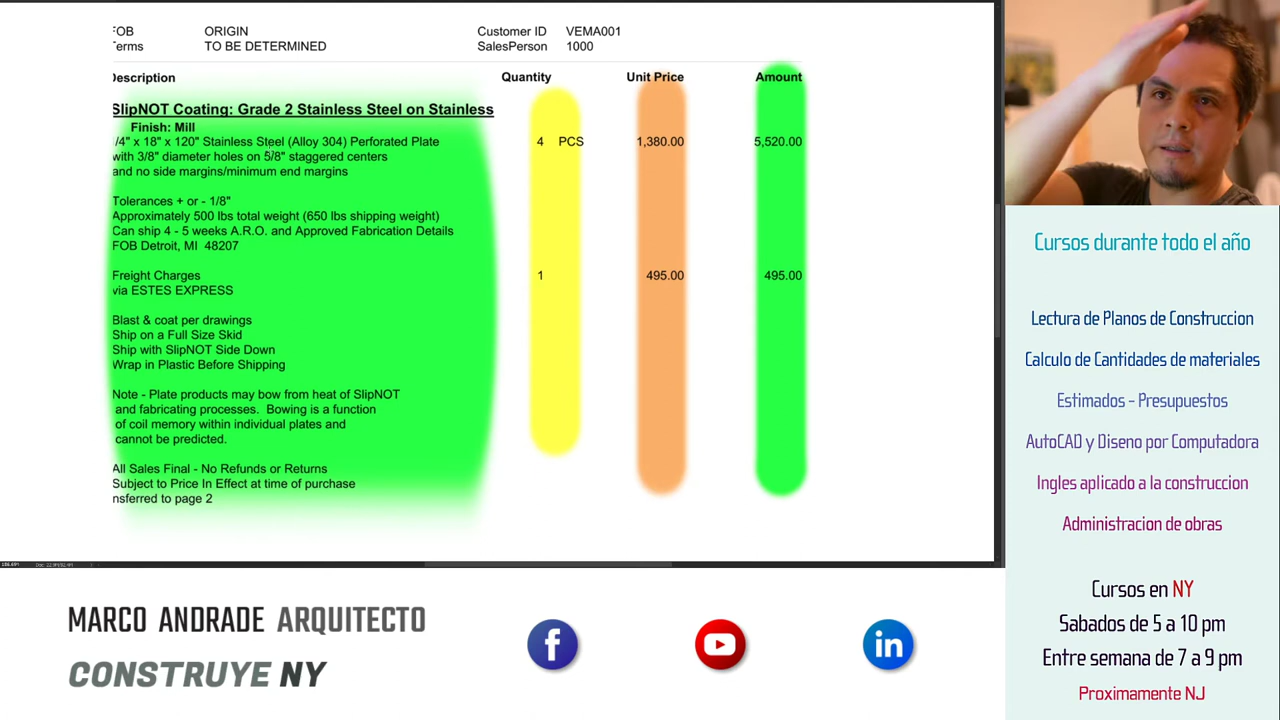 FOB ORIGIN Customer ID VEMA001
Terms TO BE DETERMINED SalesPerson 1000
Description Quantity Unit Price Amount
SlipNOT Coating: Grade 2 Stainless Steel on Stainless
Finish: Mill
/4" x 18" x 120" Stainless Steel (Alloy 304) Perforated Plate 4 PCS 1,380.00 5,520.00
with 3/8" diameter holes on 5/8" staggered centers
and no side margins/minimum end margins
Tolerances + or - 1/8"
Approximately 500 lbs total weight (650 lbs shipping weight)
Can ship 4 - 5 weeks A.R.O. and Approved Fabrication Details
FOB Detroit, MI 48207
Freight Charges 1 495.00 495.00
via ESTES EXPRESS
Blast & coat per drawings
Ship on a Full Size Skid
Ship with SlipNOT Side Down
Wrap in Plastic Before Shipping
Note - Plate products may bow from heat of SlipNOT
and fabricating processes. Bowing is a function
of coil memory within individual plates and
cannot be predicted.
All Sales Final - No Refunds or Returns
Subject to Price In Effect at time of purchase
nsferred to page 2
Cursos durante todo el año
Lectura de Planos de Construccion
Calculo de Cantidades de materiales
Estimados - Presupuestos
AutoCAD y Diseno por Computadora
Ingles aplicado a la construccion
Administracion de obras
Cursos en NY
Sabados de 5 a 10 pm
Entre semana de 7 a 9 pm
Proximamente NJ
MARCO ANDRADE ARQUITECTO
CONSTRUYE NY